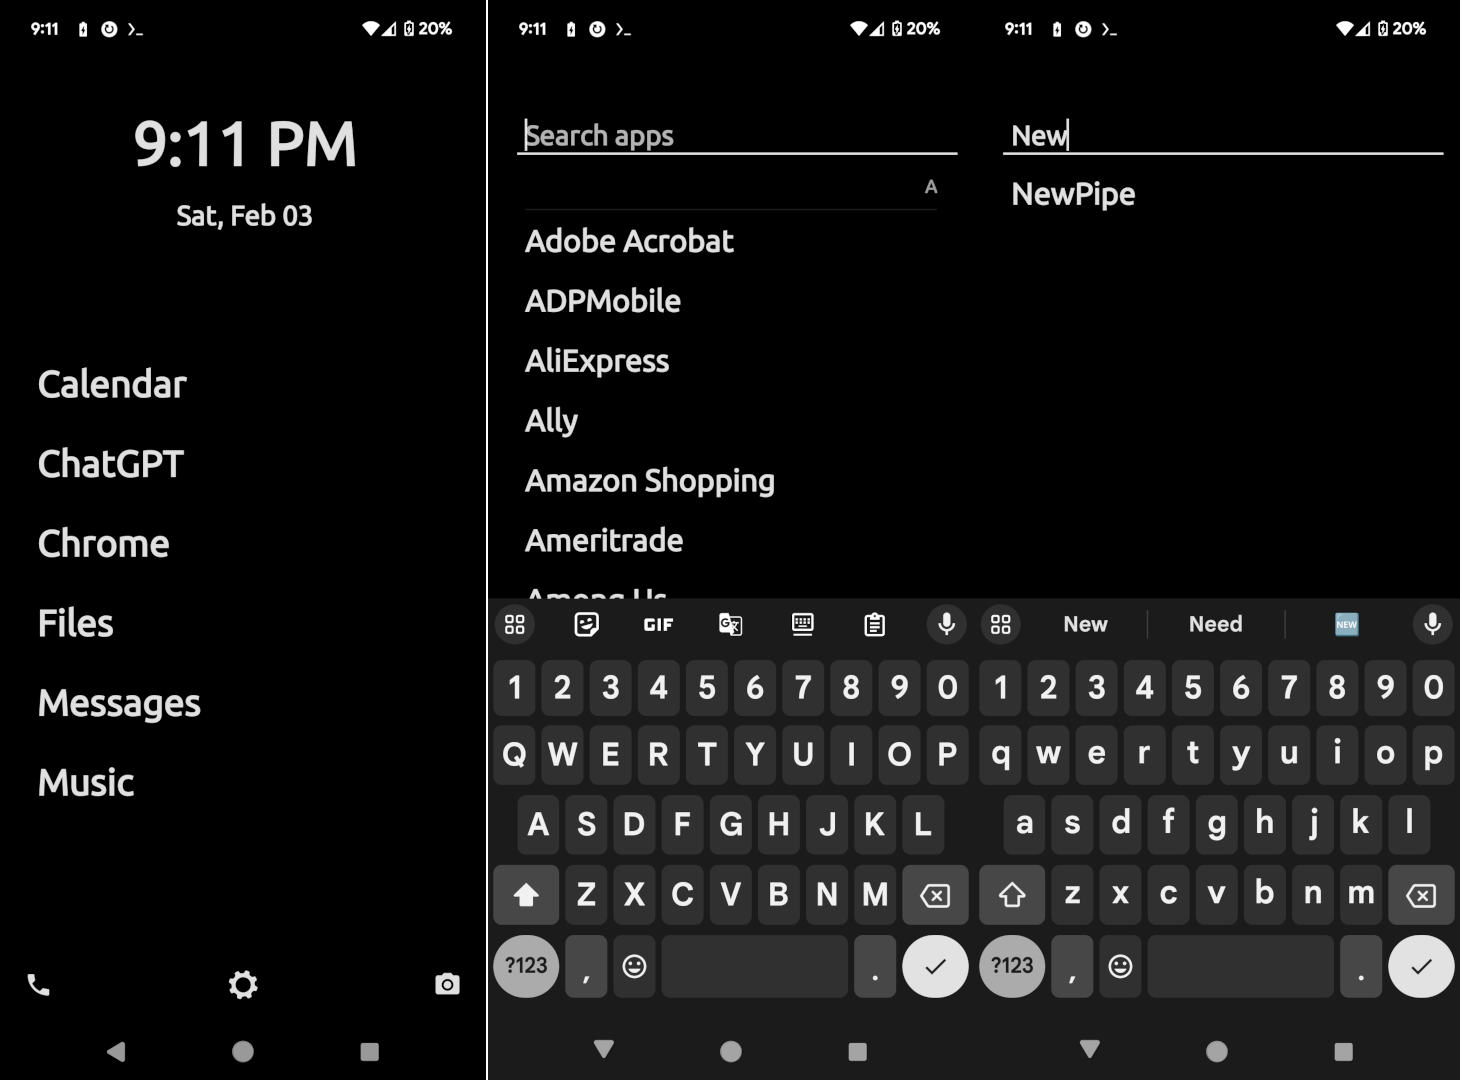 9:11 20%
9:11 PM
Sat, Feb 03
Calendar
ChatGPT
Chrome
Files
Messages
Music
9:11 20%
Search apps
A
Adobe Acrobat
ADPMobile
AliExpress
Ally
Amazon Shopping
Ameritrade
Among Us
GIF
1 2 3 4 5 6 7 8 9 0
Q W E R T Y U I O P
A S D F G H J K L
Z X C V B N M
?123 , .
9:11 20%
New
NewPipe
New Need NEW
1 2 3 4 5 6 7 8 9 0
q w e r t y u i o p
a s d f g h j k l
z x c v b n m
?123 , .